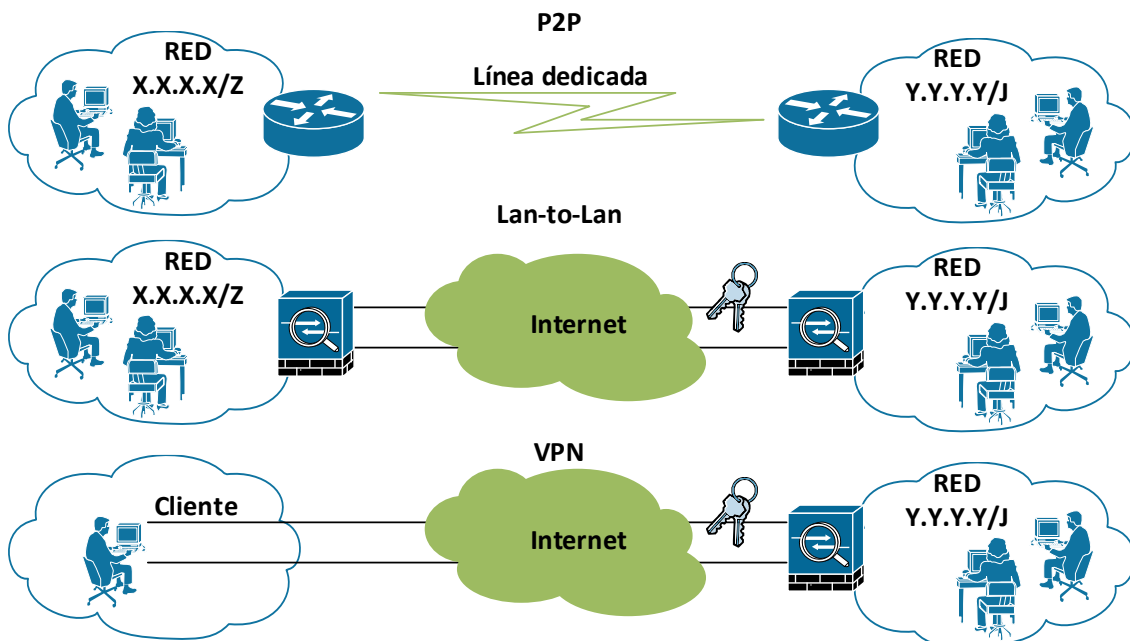 P2P
RED
X.X.X.X/Z
Línea dedicada
RED
Y.Y.Y.Y/J
Lan-to-Lan
RED
X.X.X.X/Z
Internet
RED
Y.Y.Y.Y/J
VPN
Cliente
Internet
RED
Y.Y.Y.Y/J